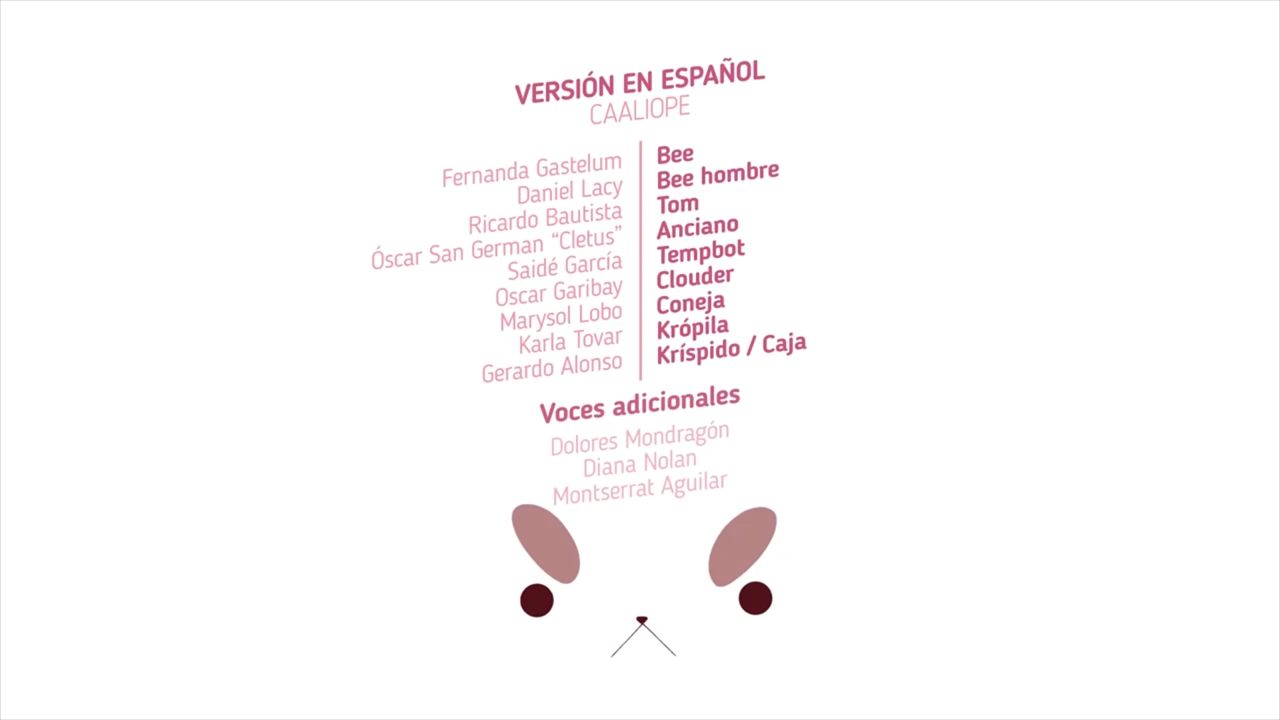 VERSIÓN EN ESPAÑOL
CAALIOPE
Fernanda Gastelum Bee
Daniel Lacy Bee hombre
Ricardo Bautista Tom
Óscar San German “Cletus” Anciano
Saidé García Tempbot
Oscar Garibay Clouder
Marysol Lobo Coneja
Karla Tovar Krópila
Gerardo Alonso Kríspido / Caja
Voces adicionales
Dolores Mondragón
Diana Nolan
Montserrat Aguilar